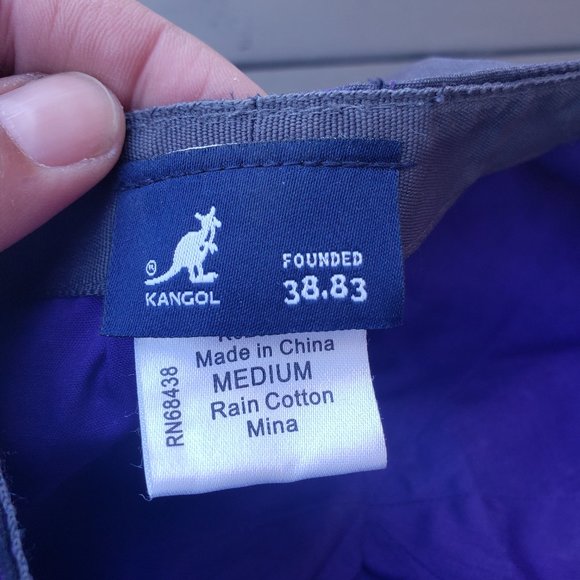 FOUNDED
38.83
®
KANGOL
Made in China
MEDIUM
Rain Cotton
Mina
RN68438